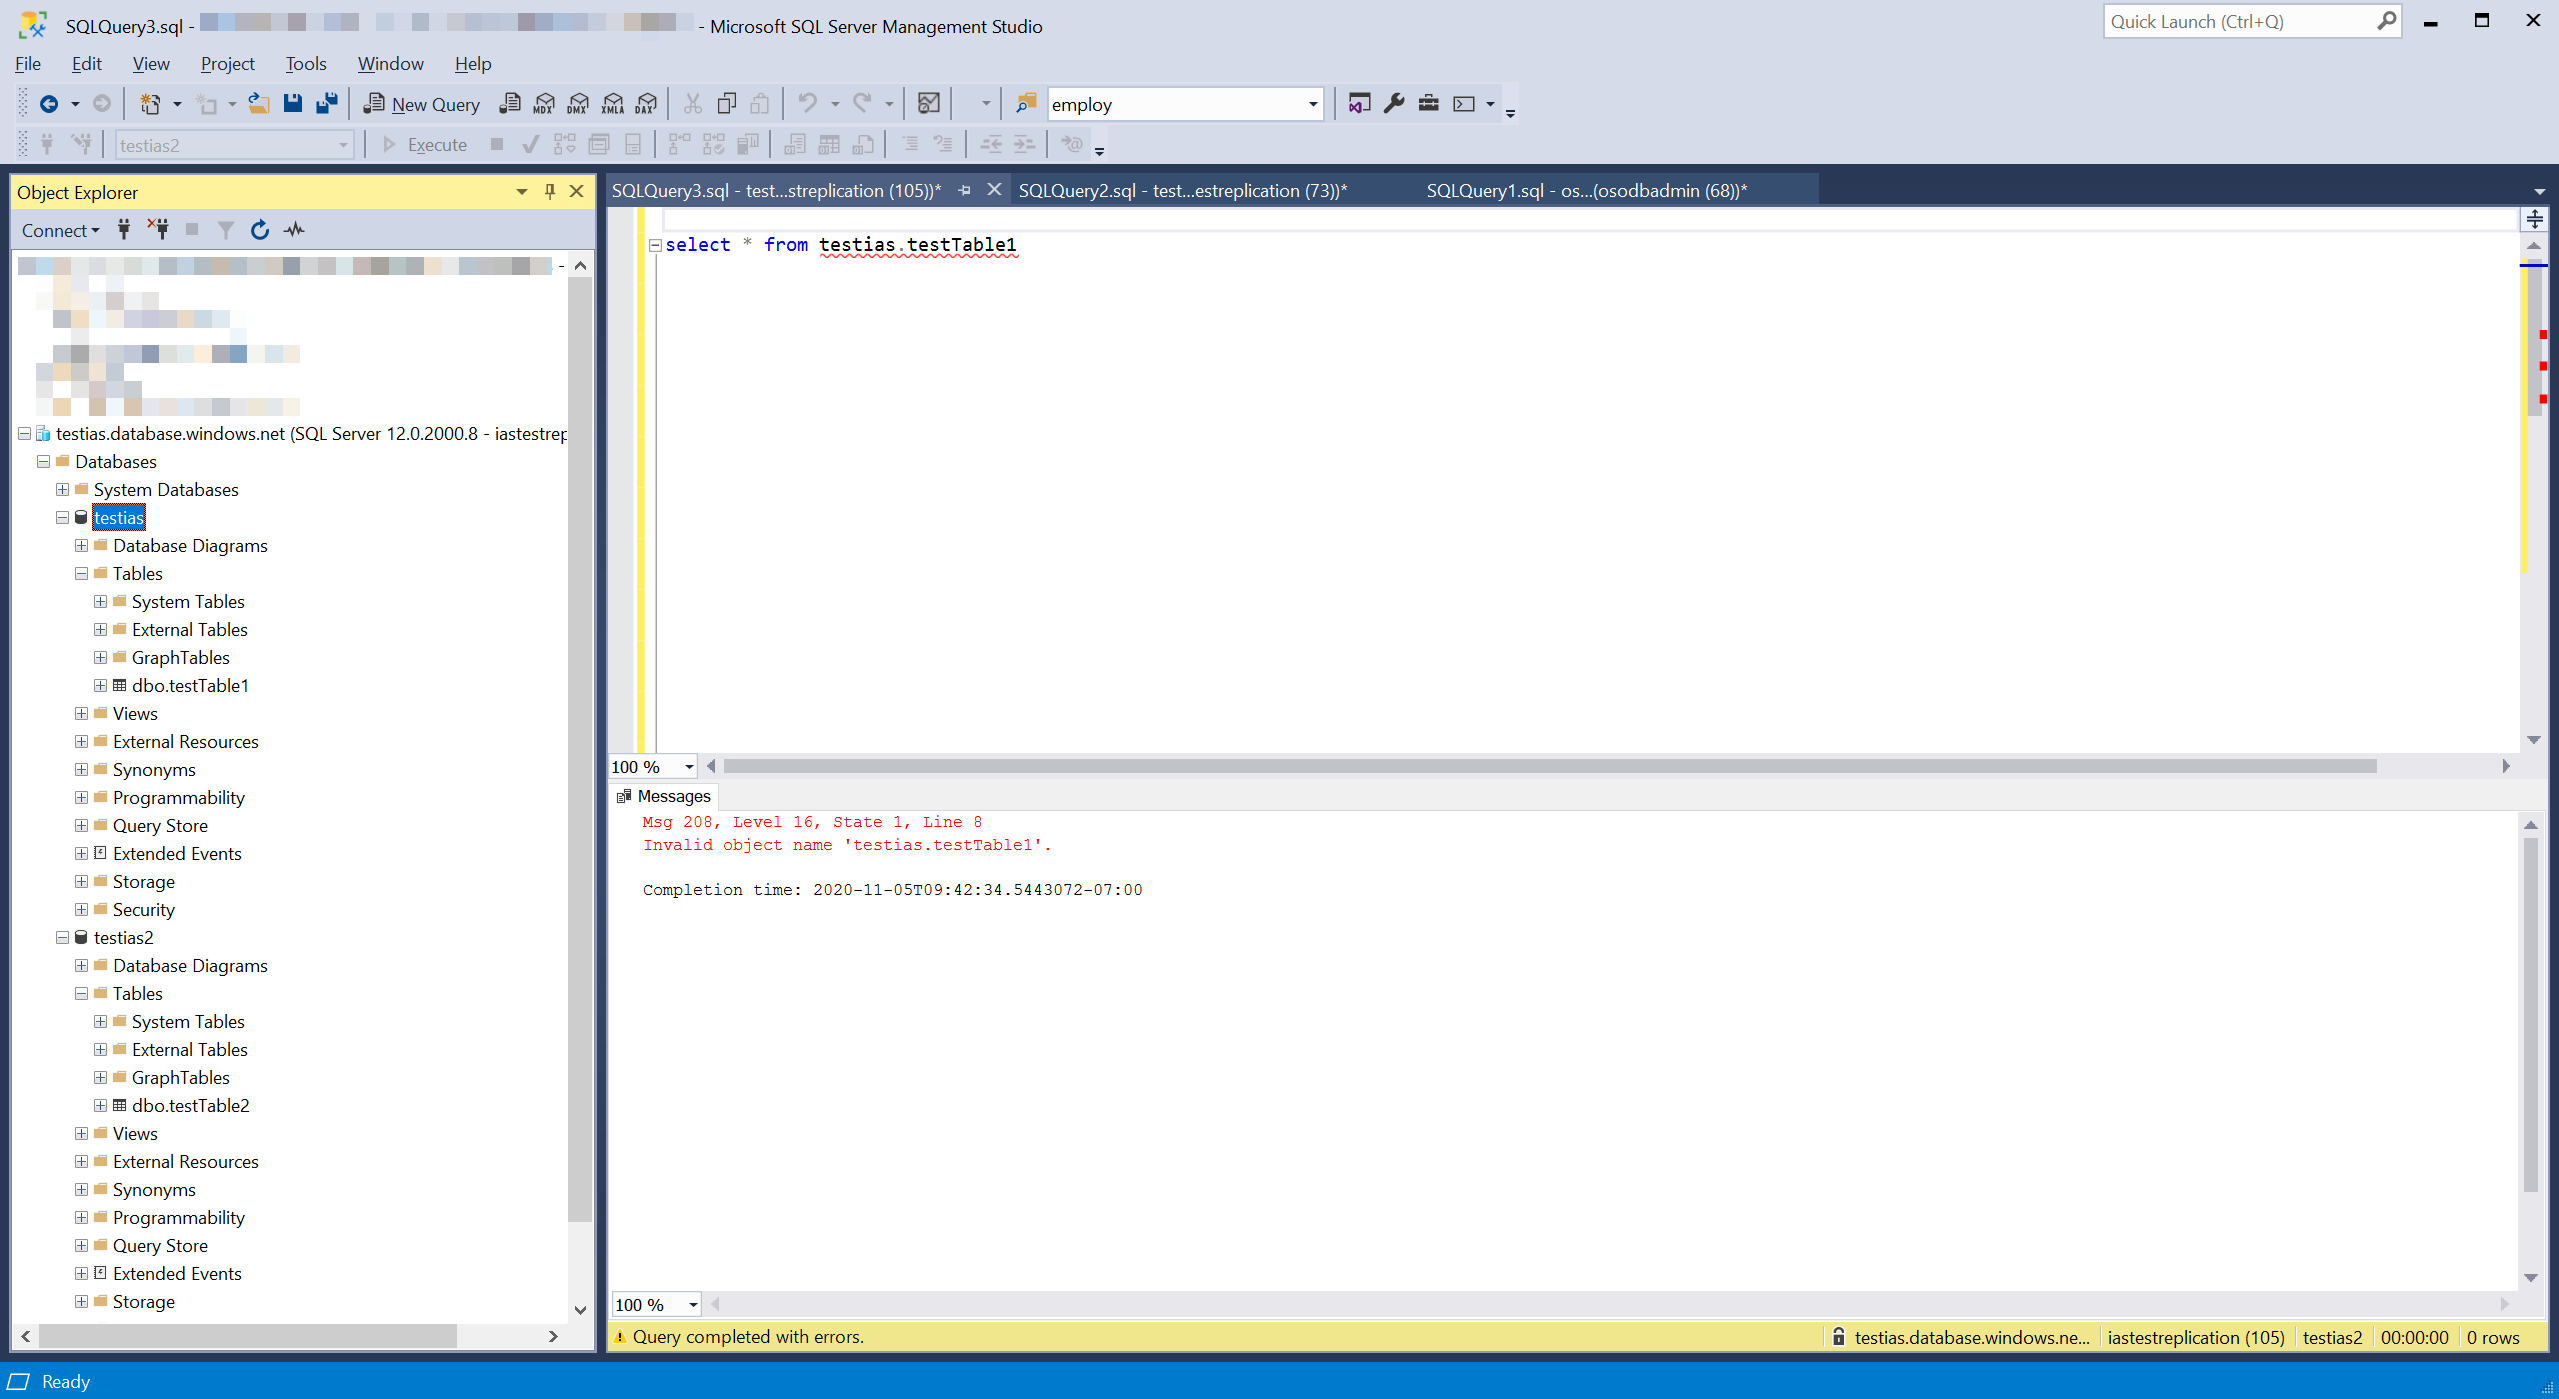 SQLQuery3.sql -
- Microsoft SQL Server Management Studio
Quick Launch (Ctrl+Q)
File Edit View Project Tools Window Help
New Query MDX DMX XMLA DAX employ
testias2 Execute
Object Explorer
Connect
-
testias.database.windows.net (SQL Server 12.0.2000.8 - iastestrep
Databases
System Databases
testias
Database Diagrams
Tables
System Tables
External Tables
GraphTables
dbo.testTable1
Views
External Resources
Synonyms
Programmability
Query Store
Extended Events
Storage
Security
testias2
Database Diagrams
Tables
System Tables
External Tables
GraphTables
dbo.testTable2
Views
External Resources
Synonyms
Programmability
Query Store
Extended Events
Storage
SQLQuery3.sql - test...streplication (105))*
SQLQuery2.sql - test...estreplication (73))*
SQLQuery1.sql - os...(osodbadmin (68))*
select * from testias.testTable1
100 %
Messages
Msg 208, Level 16, State 1, Line 8
Invalid object name 'testias.testTable1'.
Completion time: 2020-11-05T09:42:34.5443072-07:00
100 %
Query completed with errors.
testias.database.windows.ne... iastestreplication (105) testias2 00:00:00 0 rows
Ready